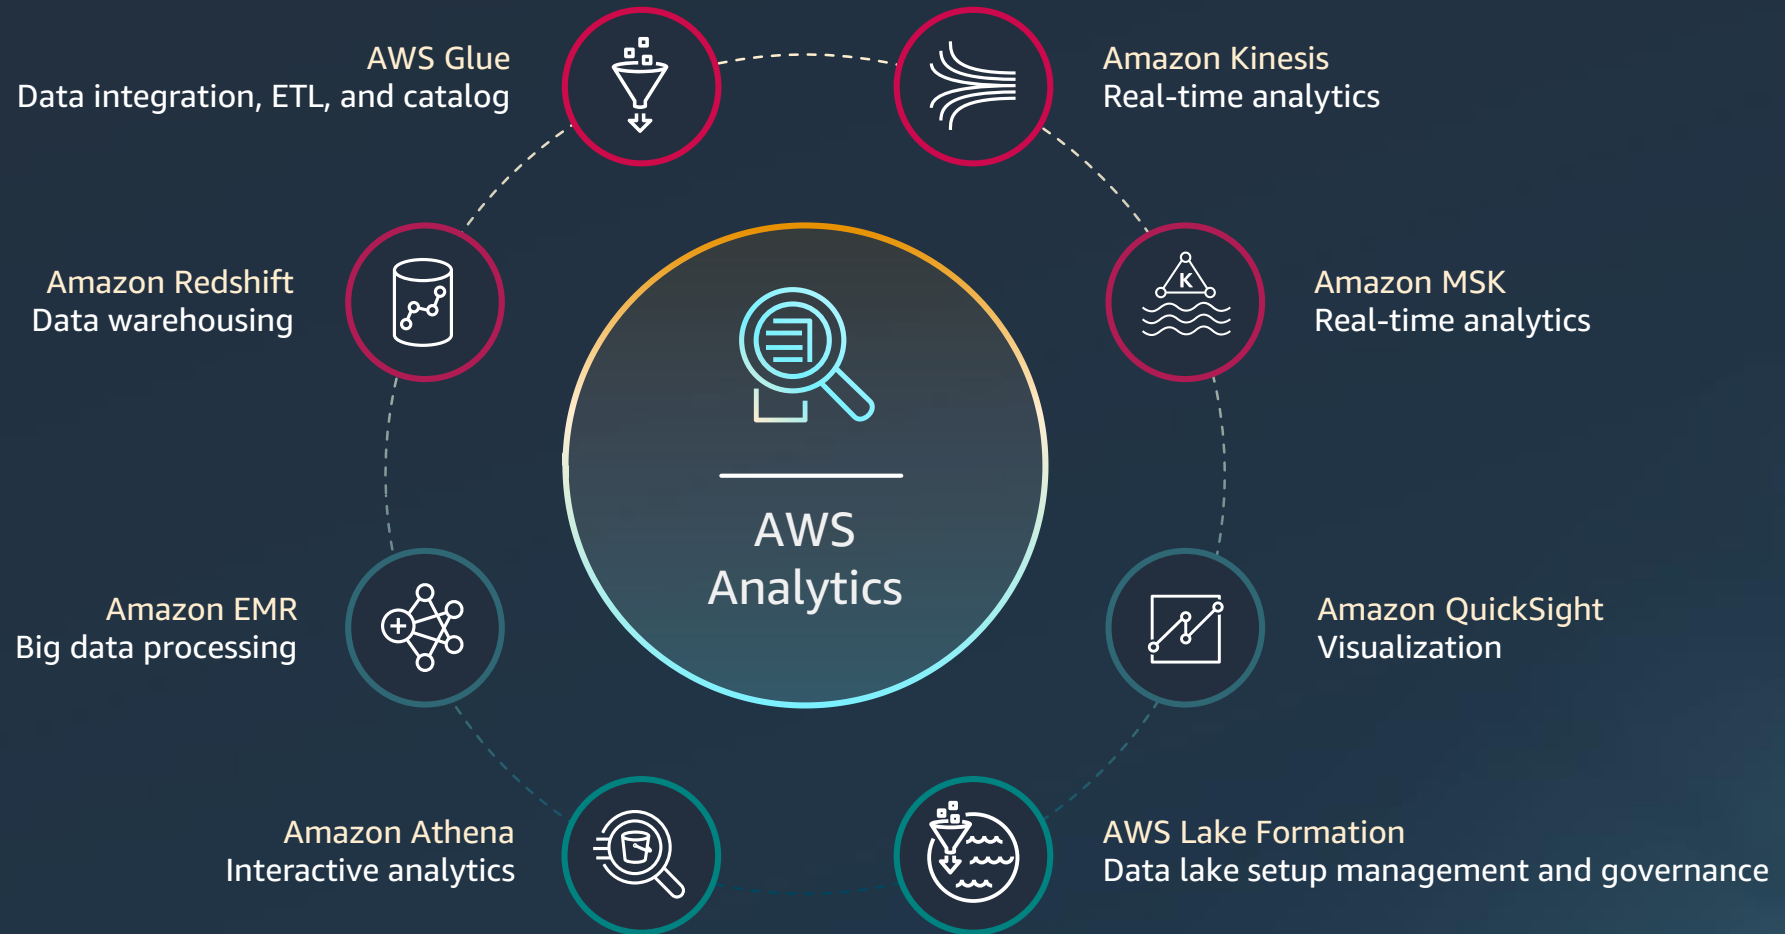 AWS Glue
Data integration, ETL, and catalog
Amazon Kinesis
Real-time analytics
Amazon Redshift
Data warehousing
K
Amazon MSK
Real-time analytics
AWS
Analytics
Amazon EMR
Big data processing
Amazon QuickSight
Visualization
Amazon Athena
Interactive analytics
AWS Lake Formation
Data lake setup management and governance